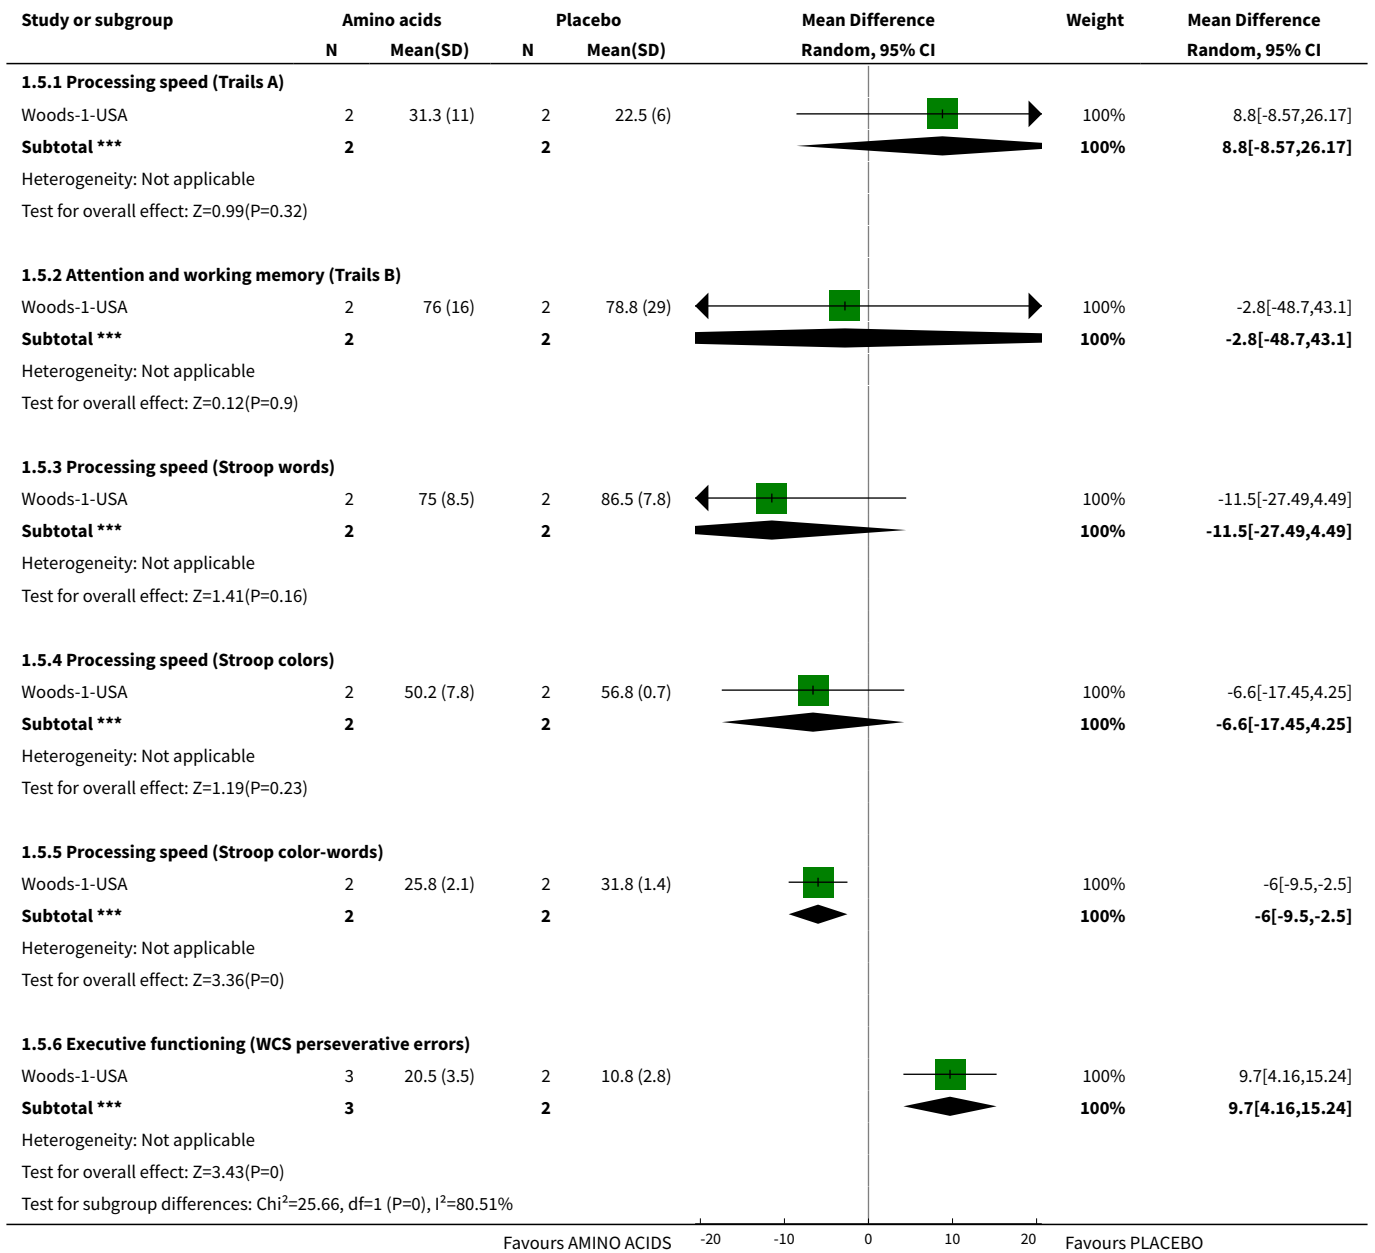 Study or subgroup Amino acids Placebo Mean Difference Weight Mean Difference
N Mean(SD) N Mean(SD) Random, 95% CI Random, 95% CI
1.5.1 Processing speed (Trails A)
Woods-1-USA 2 31.3 (11) 2 22.5 (6) 100% 8.8[-8.57,26.17]
Subtotal *** 2 2 100% 8.8[-8.57,26.17]
Heterogeneity: Not applicable
Test for overall effect: Z=0.99(P=0.32)
1.5.2 Attention and working memory (Trails B)
Woods-1-USA 2 76 (16) 2 78.8 (29) 100% -2.8[-48.7,43.1]
Subtotal *** 2 2 100% -2.8[-48.7,43.1]
Heterogeneity: Not applicable
Test for overall effect: Z=0.12(P=0.9)
1.5.3 Processing speed (Stroop words)
Woods-1-USA 2 75 (8.5) 2 86.5 (7.8) 100% -11.5[-27.49,4.49]
Subtotal *** 2 2 100% -11.5[-27.49,4.49]
Heterogeneity: Not applicable
Test for overall effect: Z=1.41(P=0.16)
1.5.4 Processing speed (Stroop colors)
Woods-1-USA 2 50.2 (7.8) 2 56.8 (0.7) 100% -6.6[-17.45,4.25]
Subtotal *** 2 2 100% -6.6[-17.45,4.25]
Heterogeneity: Not applicable
Test for overall effect: Z=1.19(P=0.23)
1.5.5 Processing speed (Stroop color-words)
Woods-1-USA 2 25.8 (2.1) 2 31.8 (1.4) 100% -6[-9.5,-2.5]
Subtotal *** 2 2 100% -6[-9.5,-2.5]
Heterogeneity: Not applicable
Test for overall effect: Z=3.36(P=0)
1.5.6 Executive functioning (WCS perseverative errors)
Woods-1-USA 3 20.5 (3.5) 2 10.8 (2.8) 100% 9.7[4.16,15.24]
Subtotal *** 3 2 100% 9.7[4.16,15.24]
Heterogeneity: Not applicable
Test for overall effect: Z=3.43(P=0)
Test for subgroup differences: Chi²=25.66, df=1 (P=0), I²=80.51%
Favours AMINO ACIDS -20 -10 0 10 20 Favours PLACEBO